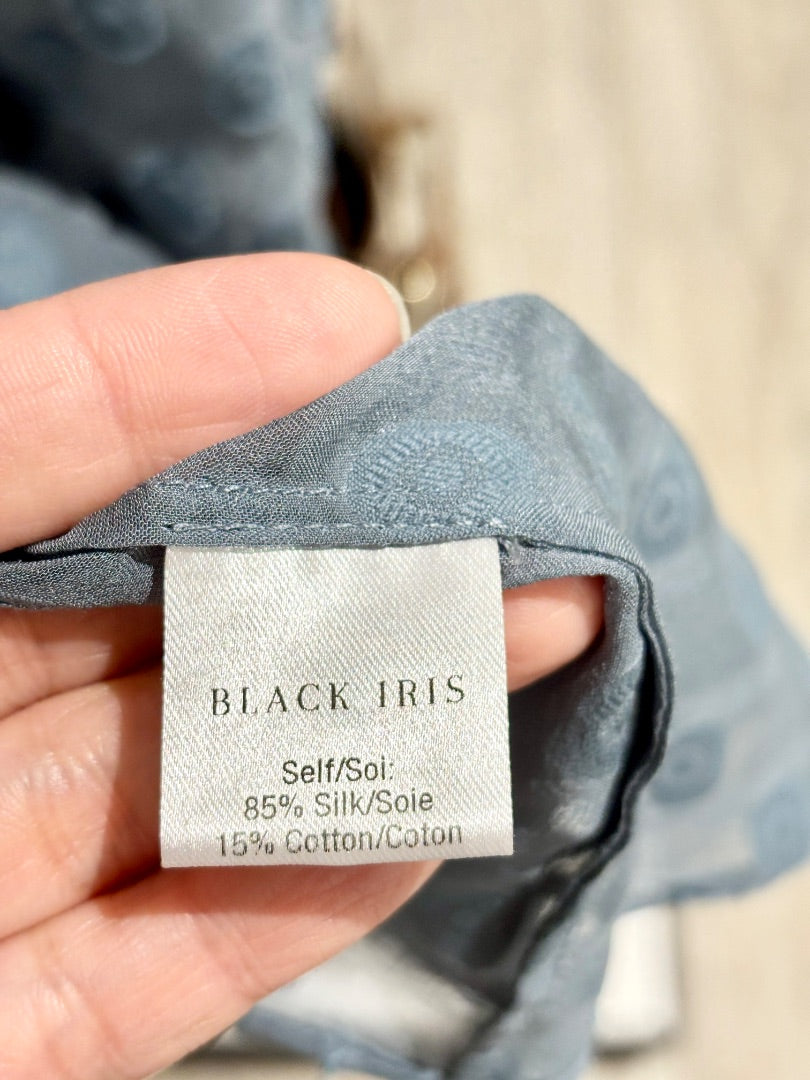 BLACK IRIS
Self/Soi:
85% Silk/Soie
15% Cotton/Coton